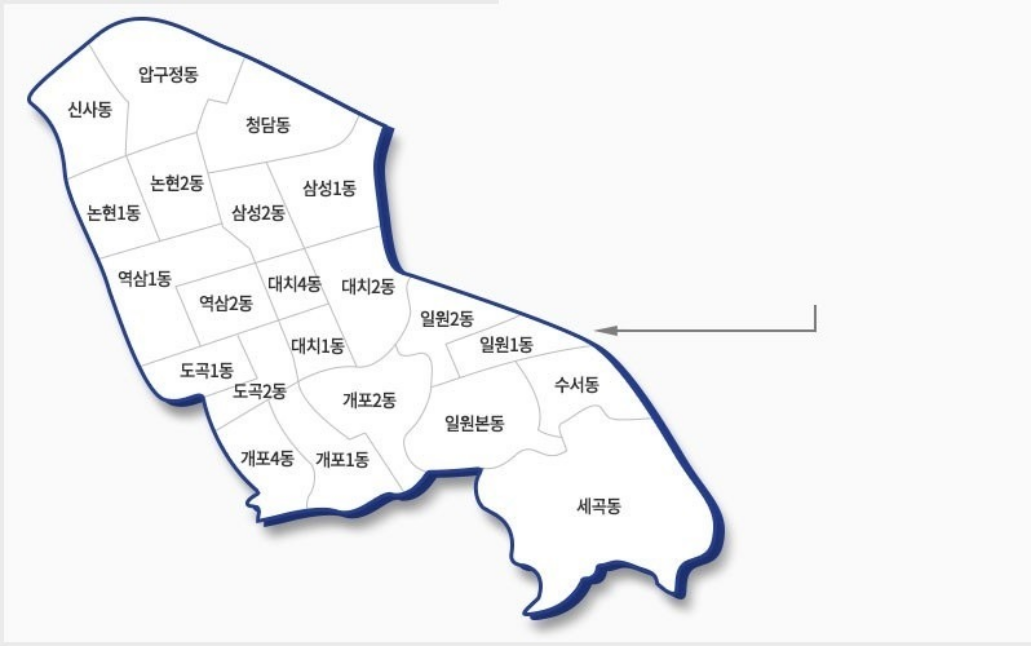 압구정동
신사동
청담동
논현2동
삼성1동
논현1동
삼성2동
역삼1동
대치4동
대치2동
역삼2동
일원2동
대치1동
일원1동
도곡1동
수서동
도곡2동
개포2동
일원본동
개포4동
개포1동
세곡동